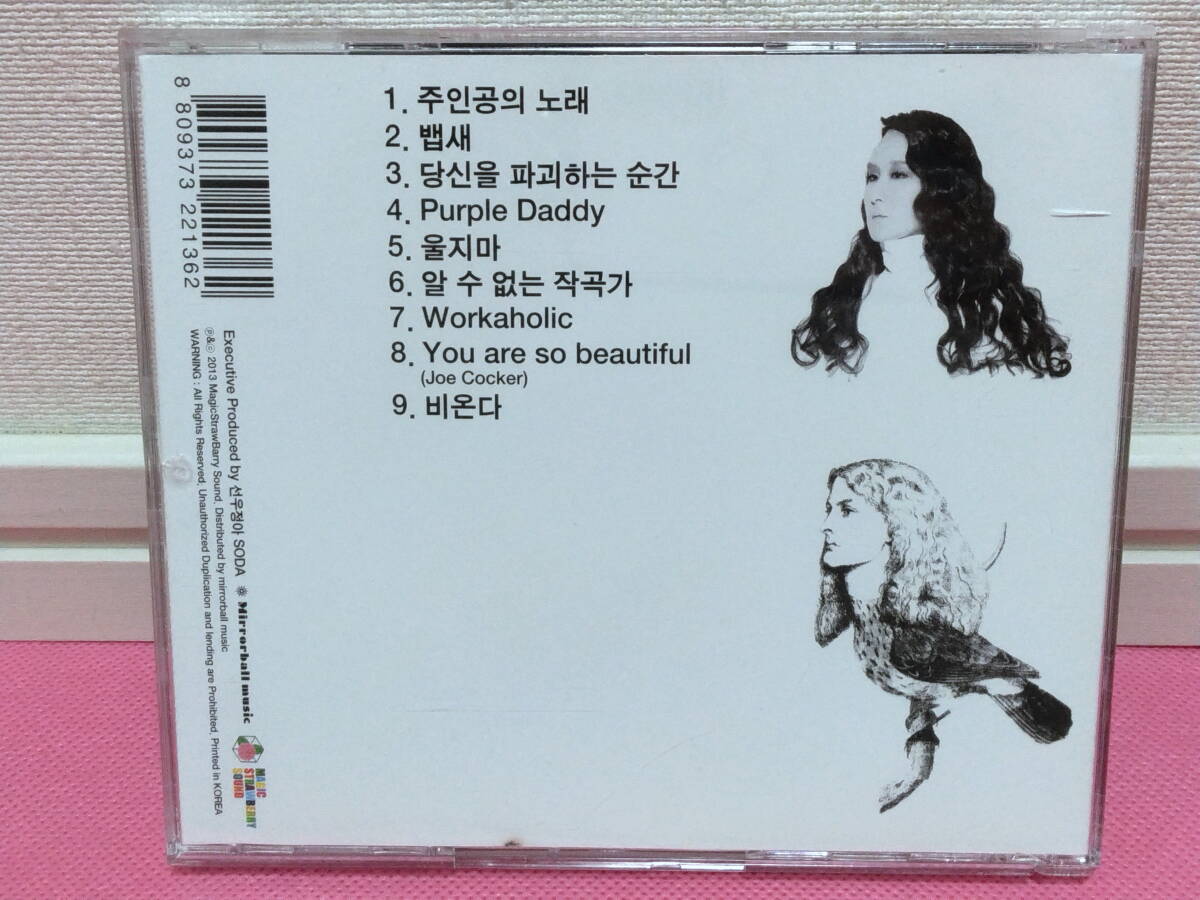 1. 주인공의 노래
2. 뱁새
3. 당신을 파괴하는 순간
4. Purple Daddy
5. 울지마
6. 알 수 없는 작곡가
7. Workaholic
8. You are so beautiful
(Joe Cocker)
9. 비온다
8 809373 221362
Executive Produced by 선우정아 SODA ❋ Mirrorball music
℗&© 2013 MagicStrawBarry Sound, Distributed by mirrorball music
WARNING : All Rights Reserved, Unauthorized Duplication and lending are Prohibited, Printed in KOREA
MAGIC
STRAWBERRY
SOUND